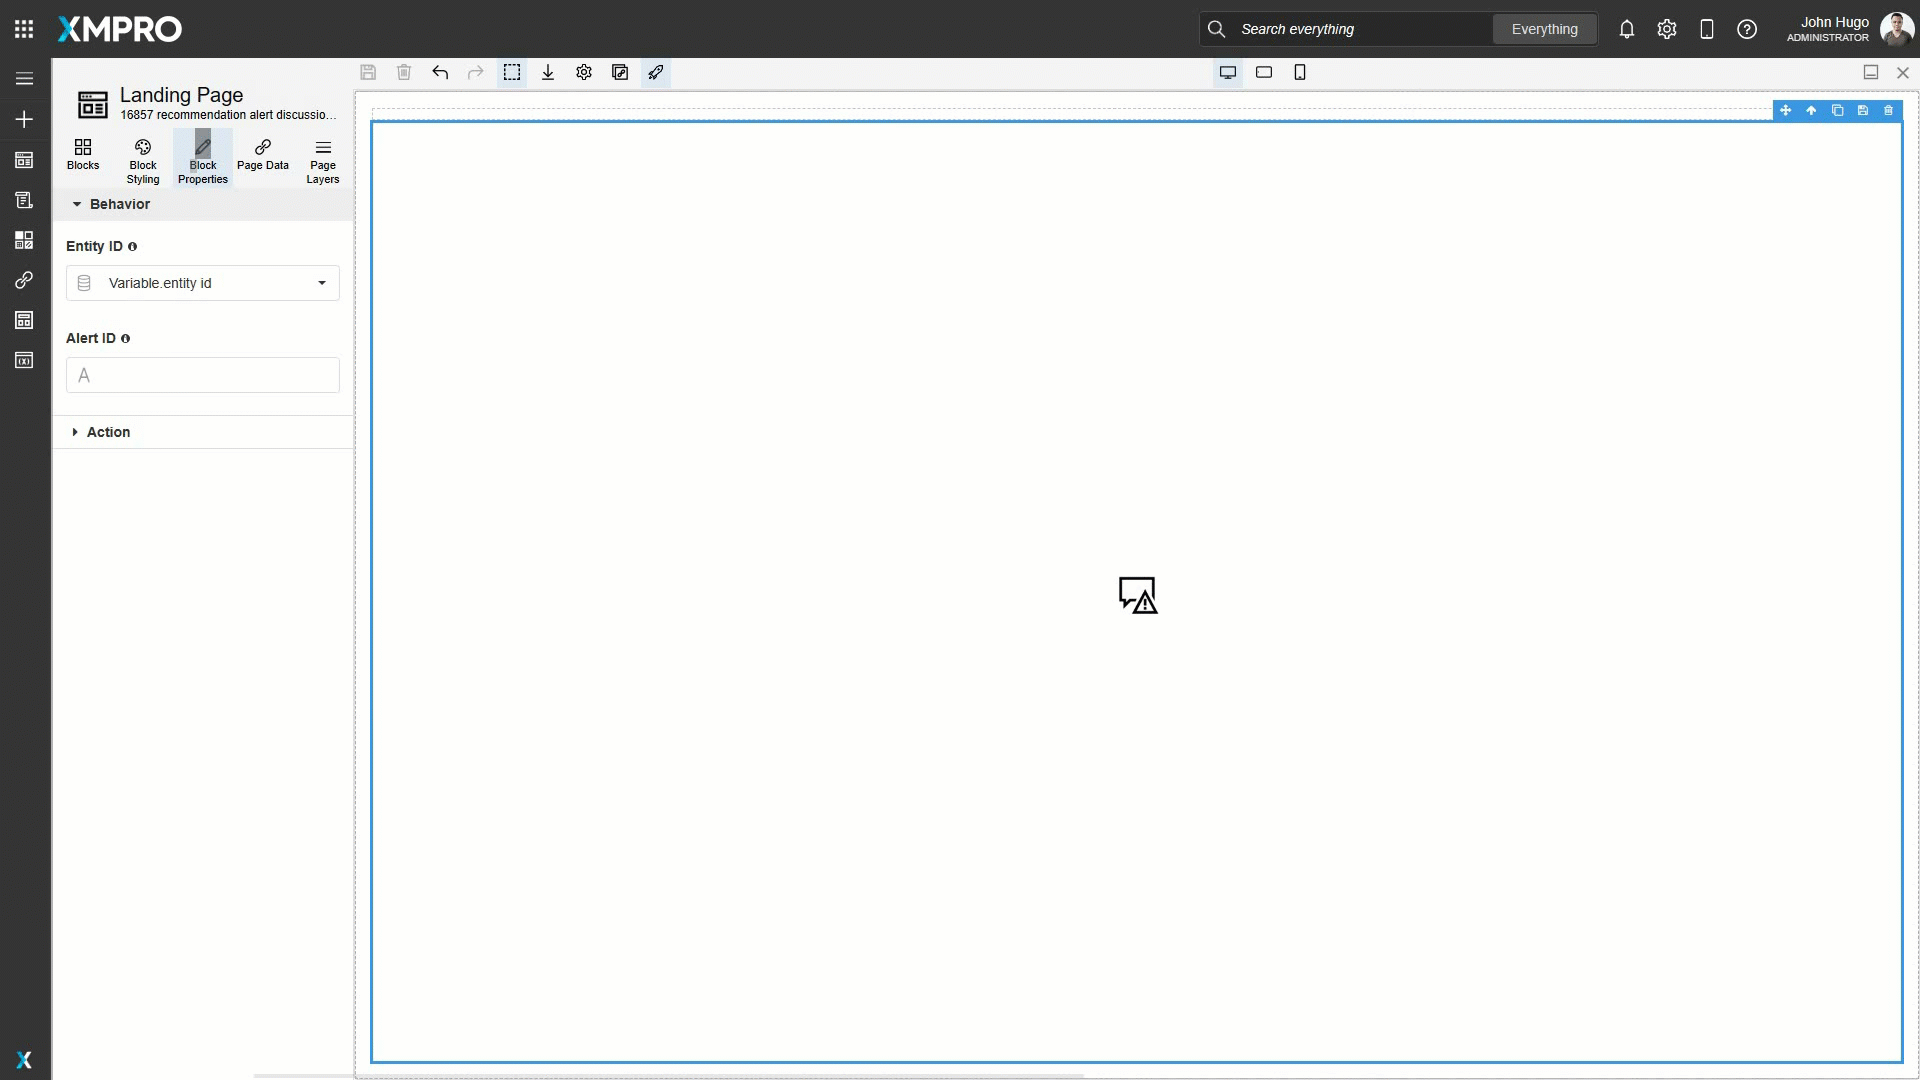 XMPRO
Search everything
Everything
John Hugo
ADMINISTRATOR
Landing Page
16857 recommendation alert discussio...
Blocks
Block
Styling
Block
Properties
Page Data
Page
Layers
Behavior
Entity ID
Variable.entity id
Alert ID
A
Action
X